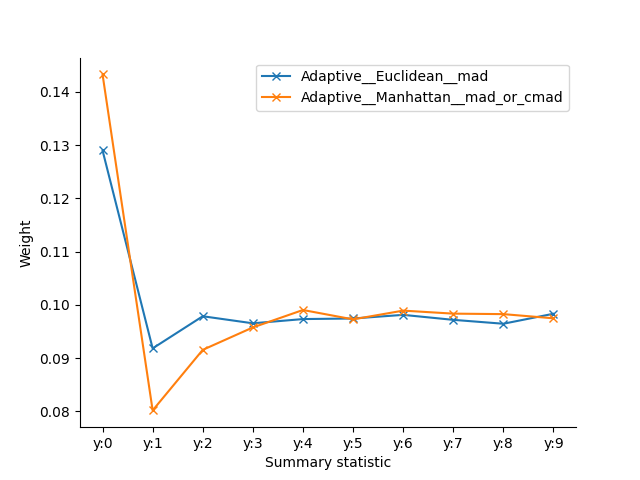 Adaptive__Euclidean__mad
Adaptive__Manhattan__mad_or_cmad
0.14
0.13
0.12
0.11
0.10
0.09
0.08
Weight
y:0 y:1 y:2 y:3 y:4 y:5 y:6 y:7 y:8 y:9
Summary statistic